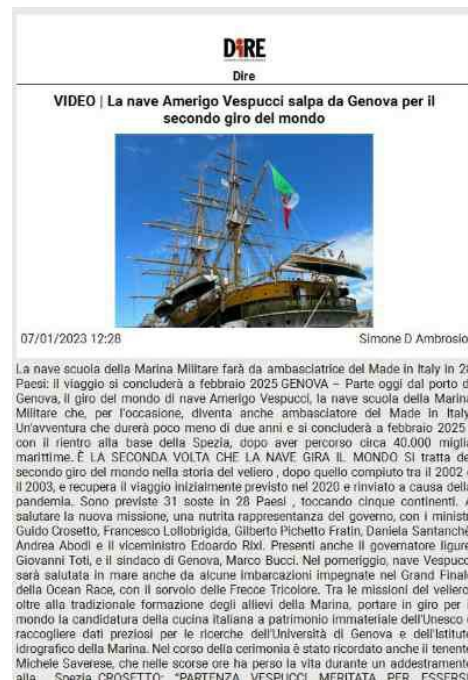 DiRE
Dire
VIDEO | La nave Amerigo Vespucci salpa da Genova per il
secondo giro del mondo
07/01/2023 12:28
Simone D Ambrosio
La nave scuola della Marina Militare farà da ambasciatrice del Made in Italy in 28
Paesi: il viaggio si concluderà a febbraio 2025 GENOVA – Parte oggi dal porto di
Genova, il giro del mondo di nave Amerigo Vespucci, la nave scuola della Marina
Militare che, per l'occasione, diventa anche ambasciatore del Made in Italy.
Un'avventura che durerà poco meno di due anni e si concluderà a febbraio 2025,
con il rientro alla base della Spezia, dopo aver percorso circa 40.000 miglia
marittime. È LA SECONDA VOLTA CHE LA NAVE GIRA IL MONDO Si tratta del
secondo giro del mondo nella storia del veliero , dopo quello compiuto tra il 2002 e
il 2003, e recupera il viaggio inizialmente previsto nel 2020 e rinviato a causa della
pandemia. Sono previste 31 soste in 28 Paesi , toccando cinque continenti. A
salutare la nuova missione, una nutrita rappresentanza del governo, con i ministri
Guido Crosetto, Francesco Lollobrigida, Gilberto Pichetto Fratin, Daniela Santanchè,
Andrea Abodi e il viceministro Edoardo Rixi. Presenti anche il governatore ligure,
Giovanni Toti, e il sindaco di Genova, Marco Bucci. Nel pomeriggio, nave Vespucci
sarà salutata in mare anche da alcune imbarcazioni impegnate nel Grand Finale
della Ocean Race, con il sorvolo delle Frecce Tricolore. Tra le missioni del veliero,
oltre alla tradizionale formazione degli allievi della Marina, portare in giro per il
mondo la candidatura della cucina italiana a patrimonio immateriale dell'Unesco e
raccogliere dati preziosi per le ricerche dell'Università di Genova e dell'Istituto
idrografico della Marina. Nel corso della cerimonia è stato ricordato anche il tenente
Michele Saverese, che nelle scorse ore ha perso la vita durante un addestramento
alla Spezia. CROSETTO: "PARTENZA VESPUCCI MERITATA PER ESSERSI